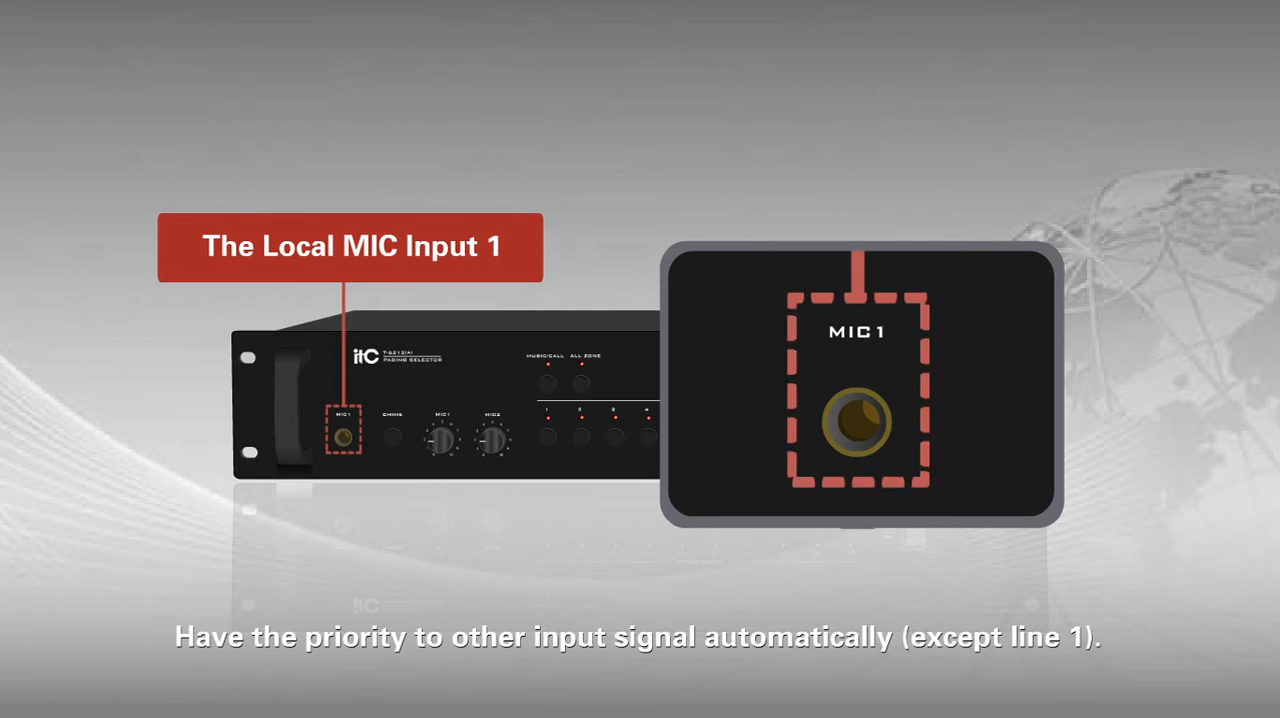 The Local MIC Input 1
itC
T-6212(A)
PAGING SELECTOR
MUSIC/CALL ALL ZONE
MIC1 CHIME MIC1 MIC2
1 2 3 4
MIC1
Have the priority to other input signal automatically (except line 1).